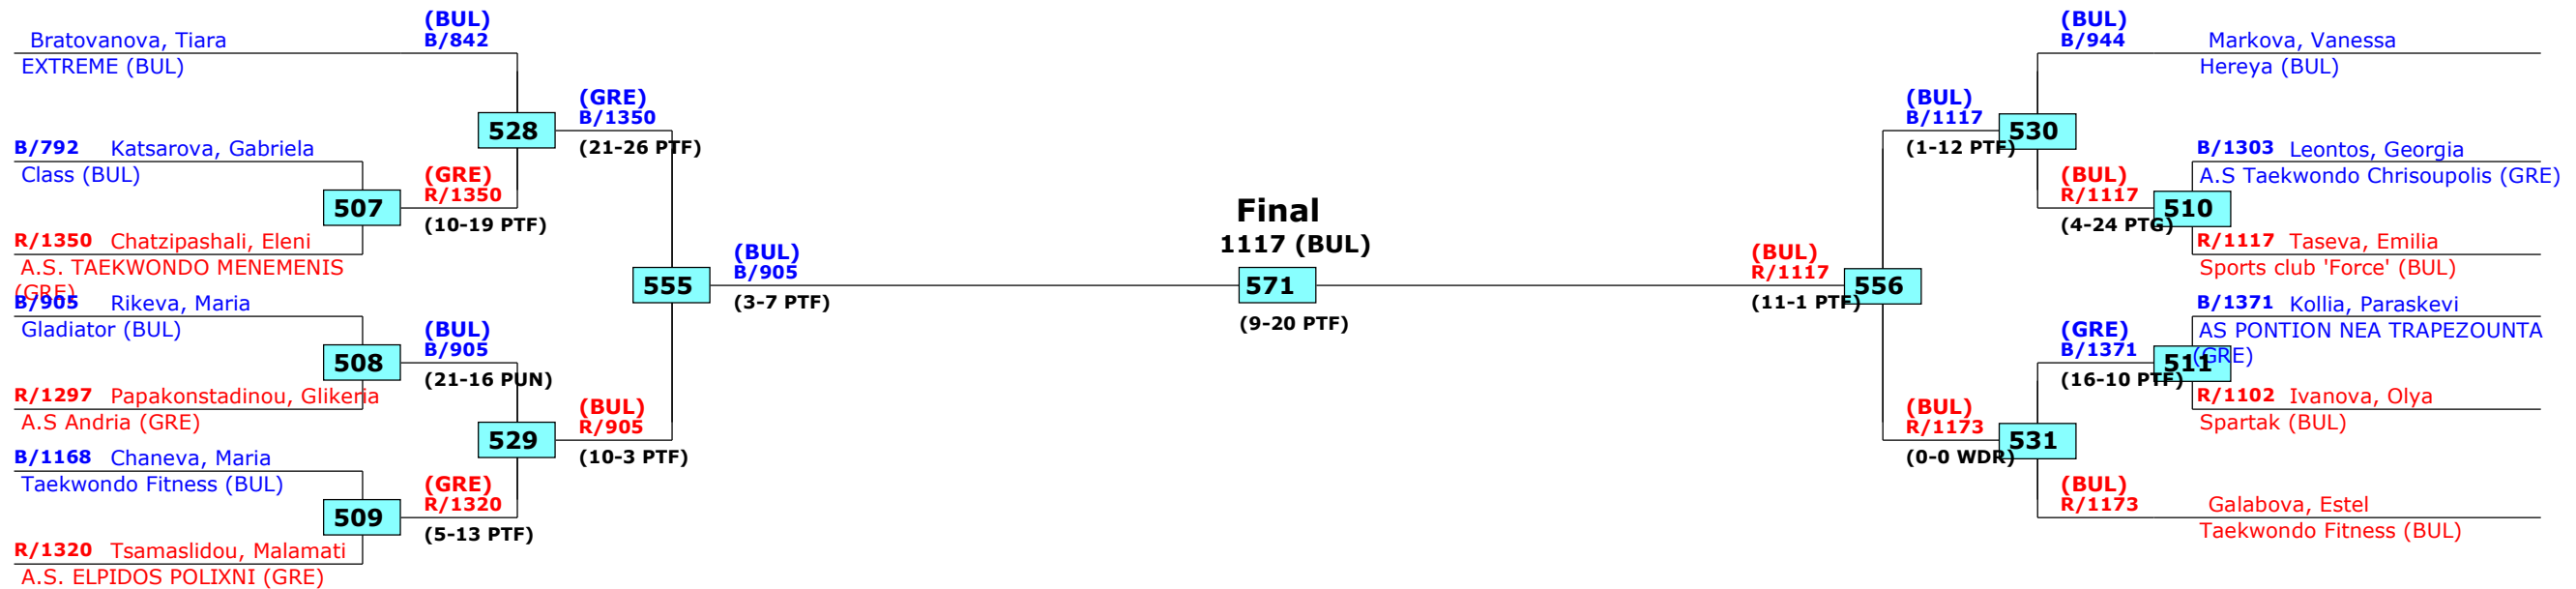 (BUL)
B/842
Bratovanova, Tiara
EXTREME (BUL)
528
(GRE)
B/1350
(21-26 PTF)
B/792 Katsarova, Gabriela
Class (BUL)
507
(GRE)
R/1350
(10-19 PTF)
R/1350 Chatzipashali, Eleni
A.S. TAEKWONDO MENEMENIS
(GRE)
555
(BUL)
B/905
(3-7 PTF)
B/905 Rikeva, Maria
Gladiator (BUL)
508
(BUL)
B/905
(21-16 PUN)
R/1297 Papakonstadinou, Glikeria
A.S Andria (GRE)
529
(BUL)
R/905
(10-3 PTF)
B/1168 Chaneva, Maria
Taekwondo Fitness (BUL)
509
(GRE)
R/1320
(5-13 PTF)
R/1320 Tsamaslidou, Malamati
A.S. ELPIDOS POLIXNI (GRE)
Final
1117 (BUL)
571
(9-20 PTF)
(BUL)
B/944
Markova, Vanessa
Hereya (BUL)
(BUL)
B/1117
(1-12 PTF)
530
B/1303 Leontos, Georgia
A.S Taekwondo Chrisoupolis (GRE)
(BUL)
R/1117
(4-24 PTG)
510
R/1117 Taseva, Emilia
Sports club 'Force' (BUL)
(BUL)
R/1117
(11-1 PTF)
556
B/1371 Kollia, Paraskevi
AS PONTION NEA TRAPEZOUNTA
(GRE)
(GRE)
B/1371
(16-10 PTF)
511
R/1102 Ivanova, Olya
Spartak (BUL)
(BUL)
R/1173
(0-0 WDR)
531
(BUL)
R/1173
Galabova, Estel
Taekwondo Fitness (BUL)